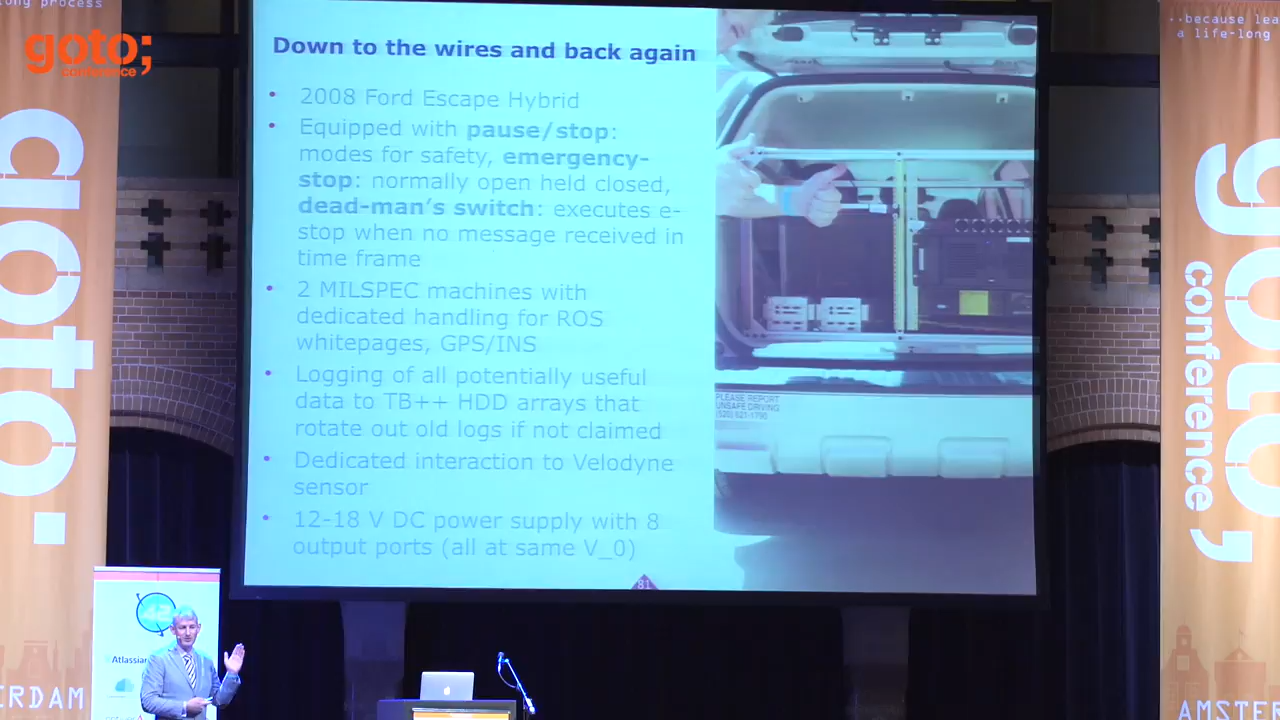 ong process
goto;
conference
goto.
ERDAM
Down to the wires and back again
• 2008 Ford Escape Hybrid
• Equipped with pause/stop:
modes for safety, emergency-
stop: normally open held closed,
dead-man's switch: executes e-
stop when no message received in
time frame
• 2 MILSPEC machines with
dedicated handling for ROS
whitepages, GPS/INS
• Logging of all potentially useful
data to TB++ HDD arrays that
rotate out old logs if not claimed
• Dedicated interaction to Velodyne
sensor
• 12-18 V DC power supply with 8
output ports (all at same V_0)
81
PLEASE REPORT
UNSAFE DRIVING
42
Atlassian
..because lea
a life-long
goto;
conference
AMSTER